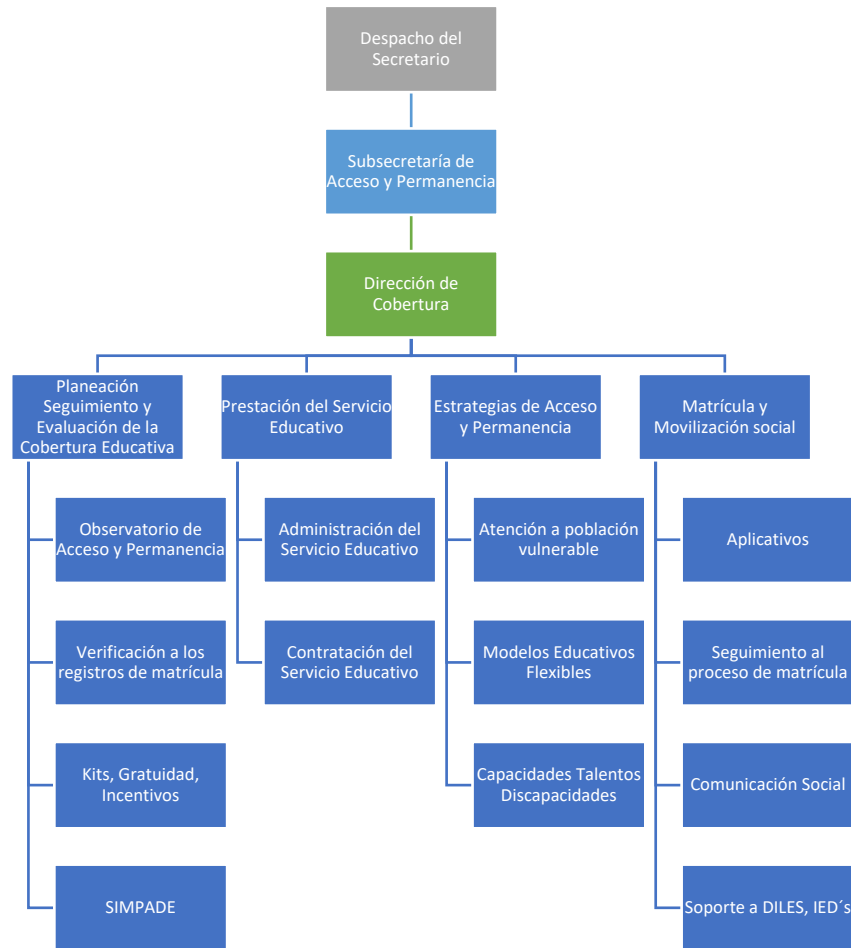 Despacho del
Secretario
Subsecretaría de
Acceso y Permanencia
Dirección de
Cobertura
Planeación
Seguimiento y
Evaluación de la
Cobertura Educativa
Observatorio de
Acceso y Permanencia
Verificación a los
registros de matrícula
Kits, Gratuidad,
Incentivos
SIMPADE
Prestación del Servicio
Educativo
Administración del
Servicio Educativo
Contratación del
Servicio Educativo
Estrategias de Acceso
y Permanencia
Atención a población
vulnerable
Modelos Educativos
Flexibles
Capacidades Talentos
Discapacidades
Matrícula y
Movilización social
Aplicativos
Seguimiento al
proceso de matrícula
Comunicación Social
Soporte a DILES, IED´s